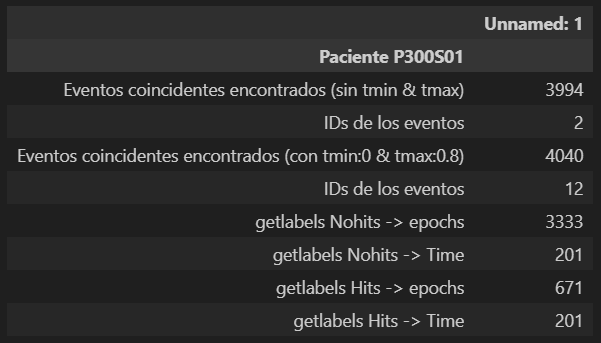 Unnamed: 1
Paciente P300S01
Eventos coincidentes encontrados (sin tmin & tmax) 3994
IDs de los eventos 2
Eventos coincidentes encontrados (con tmin:0 & tmax:0.8) 4040
IDs de los eventos 12
getlabels Nohits -> epochs 3333
getlabels Nohits -> Time 201
getlabels Hits -> epochs 671
getlabels Hits -> Time 201